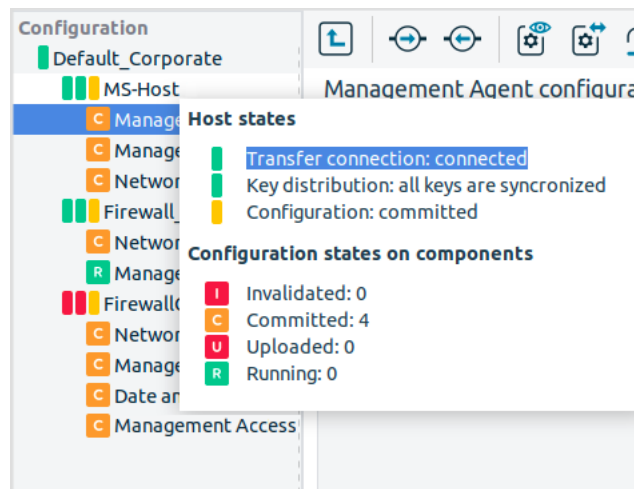 Configuration
Default_Corporate
MS-Host
Management Agent configura
C Manage
C Manage
C Networ
Firewall_
C Networ
R Manage
Firewall
C Networ
C Manage
C Date an
C Management Access
Host states
Transfer connection: connected
Key distribution: all keys are syncronized
Configuration: committed
Configuration states on components
I Invalidated: 0
C Committed: 4
U Uploaded: 0
R Running: 0